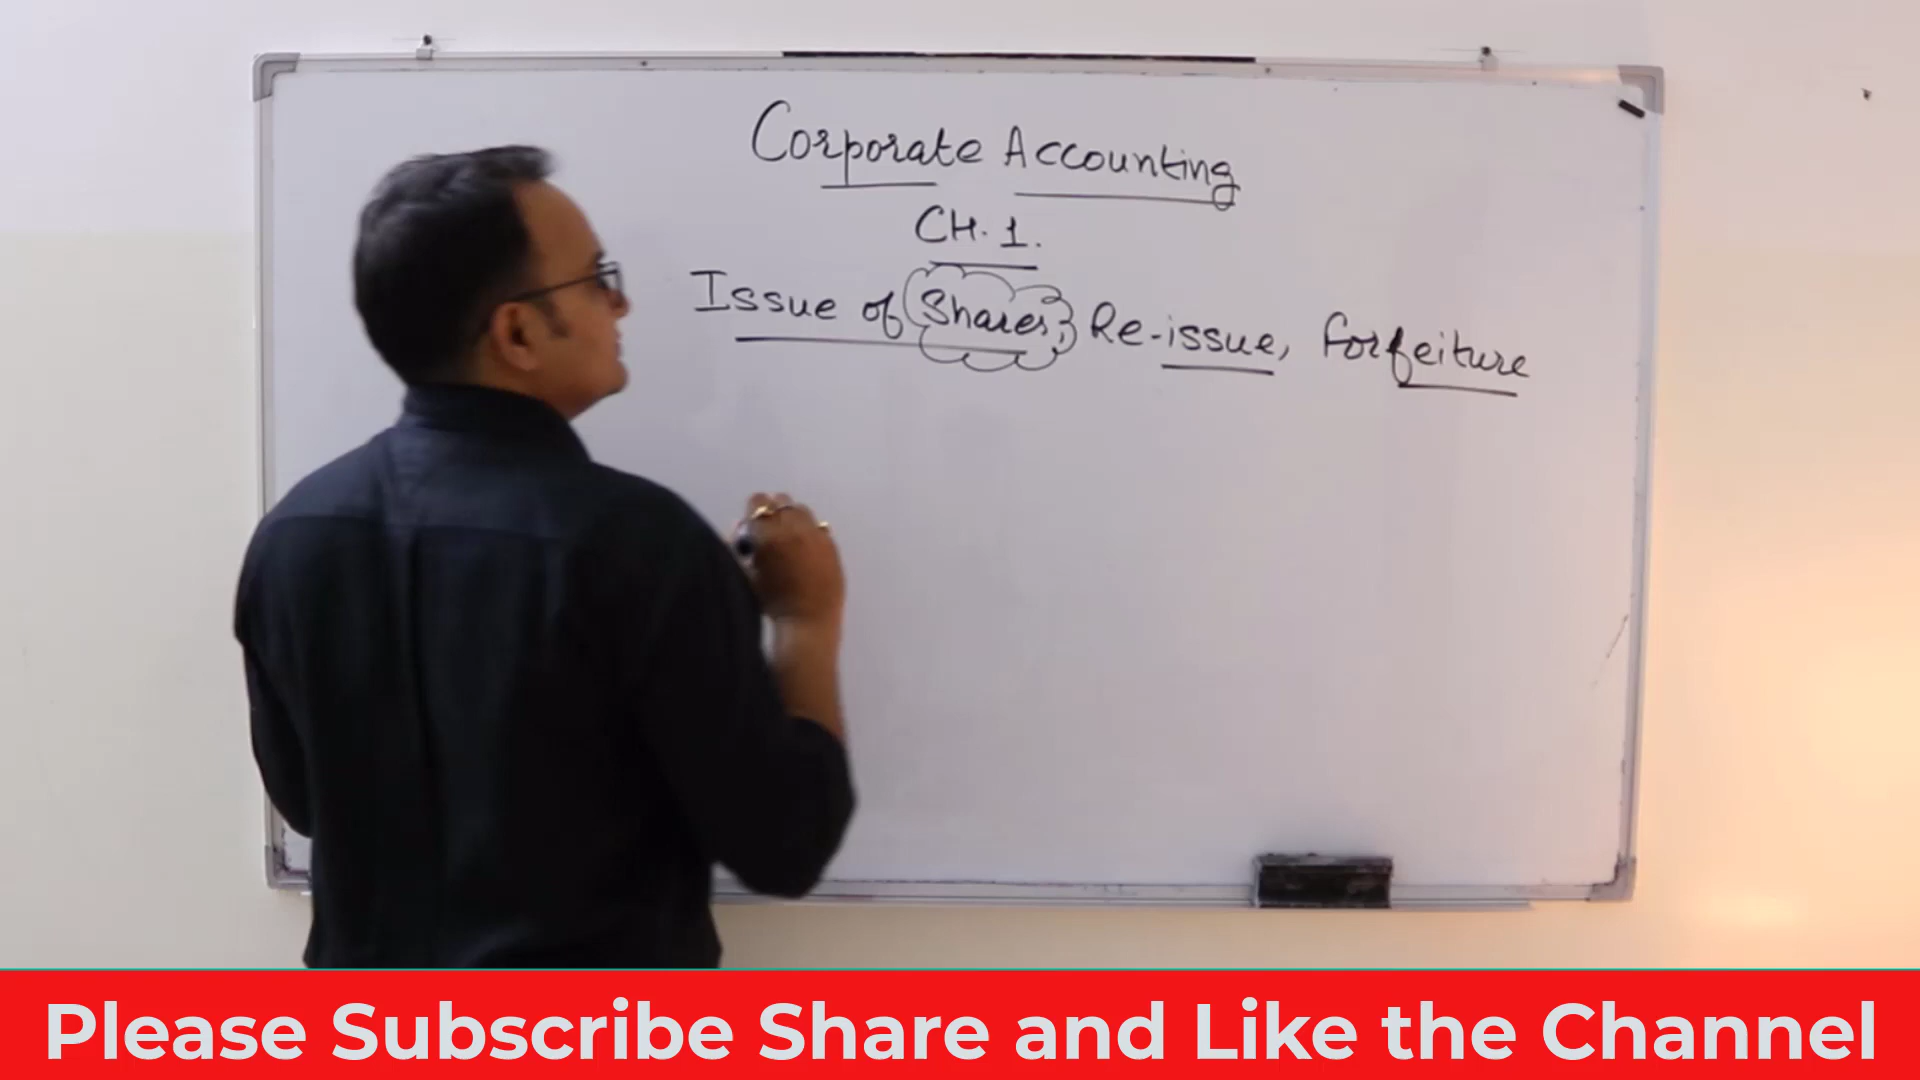 Corporate Accounting
CH. 1.
Issue of Shares, Re-issue, Forfeiture
Please Subscribe Share and Like the Channel